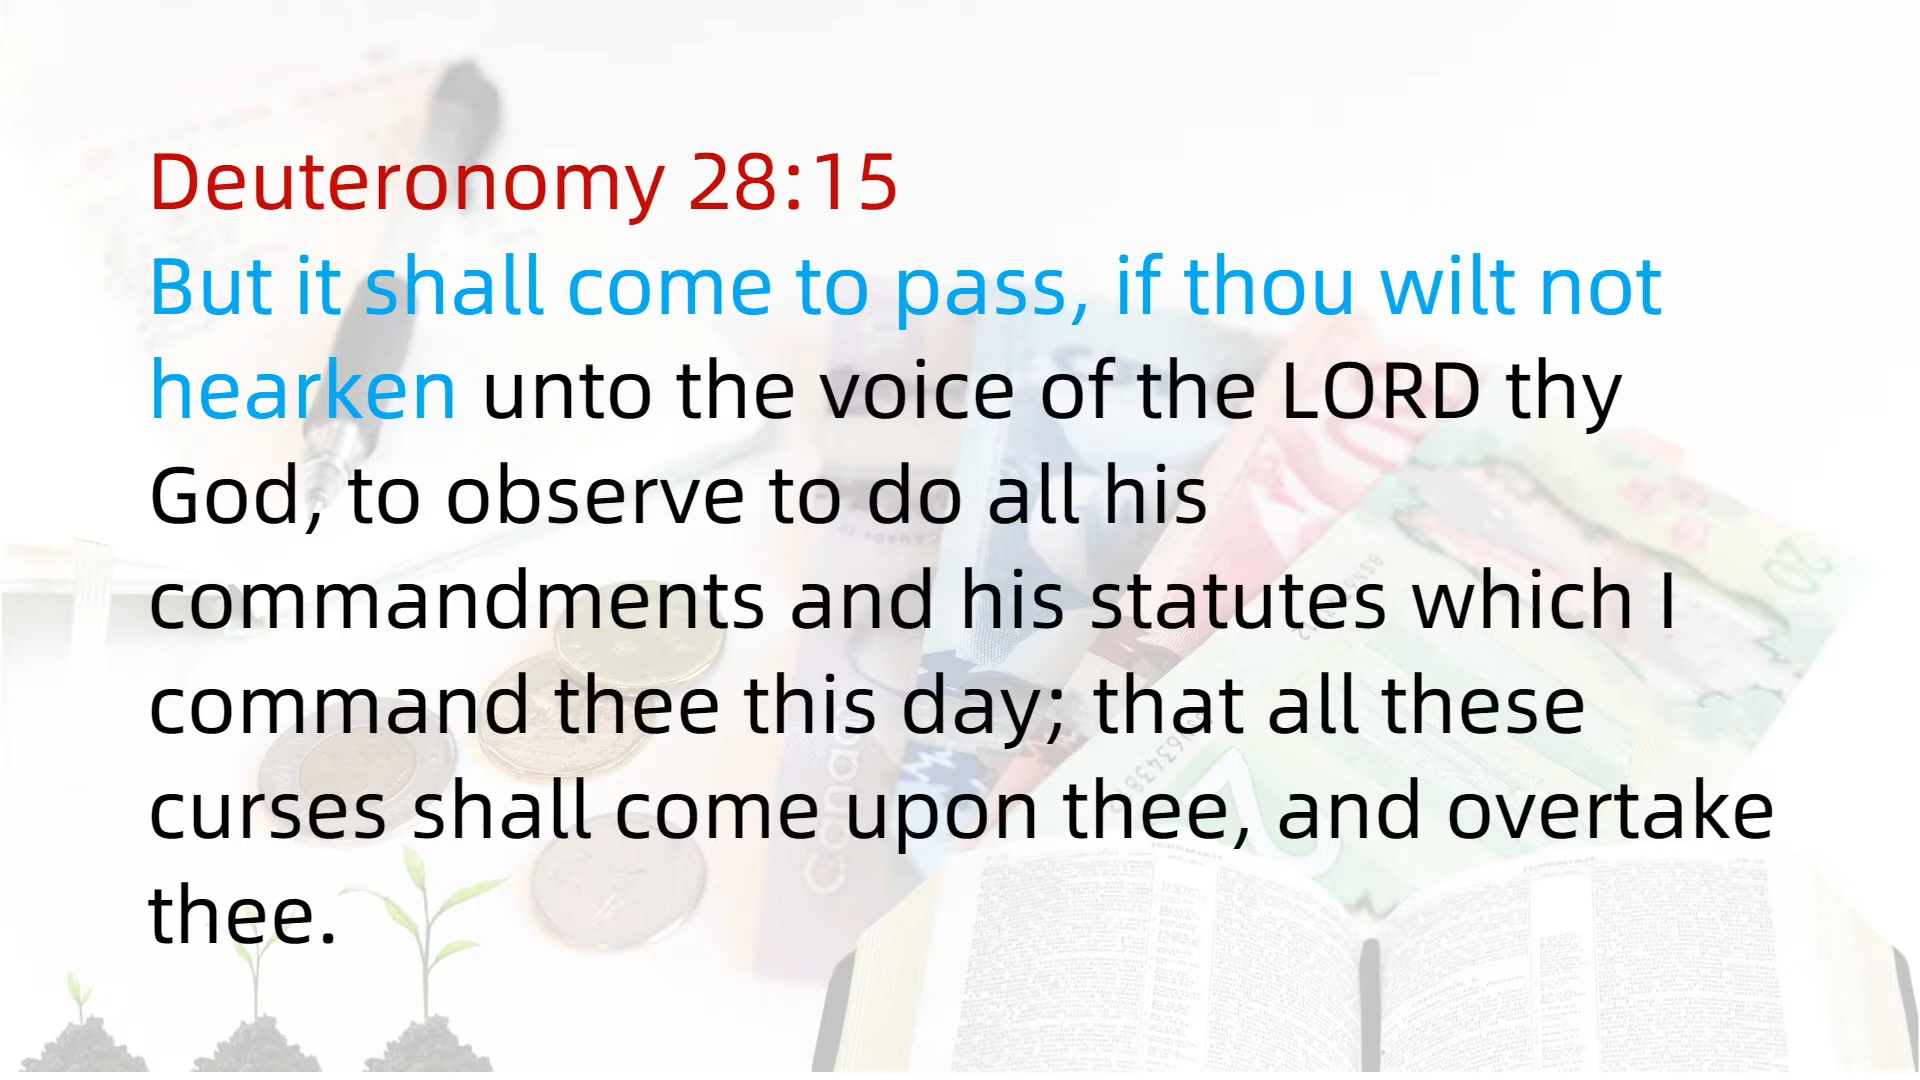 Deuteronomy 28:15
But it shall come to pass, if thou wilt not
hearken unto the voice of the LORD thy
God, to observe to do all his
commandments and his statutes which I
command thee this day; that all these
curses shall come upon thee, and overtake
thee.
Canada
20